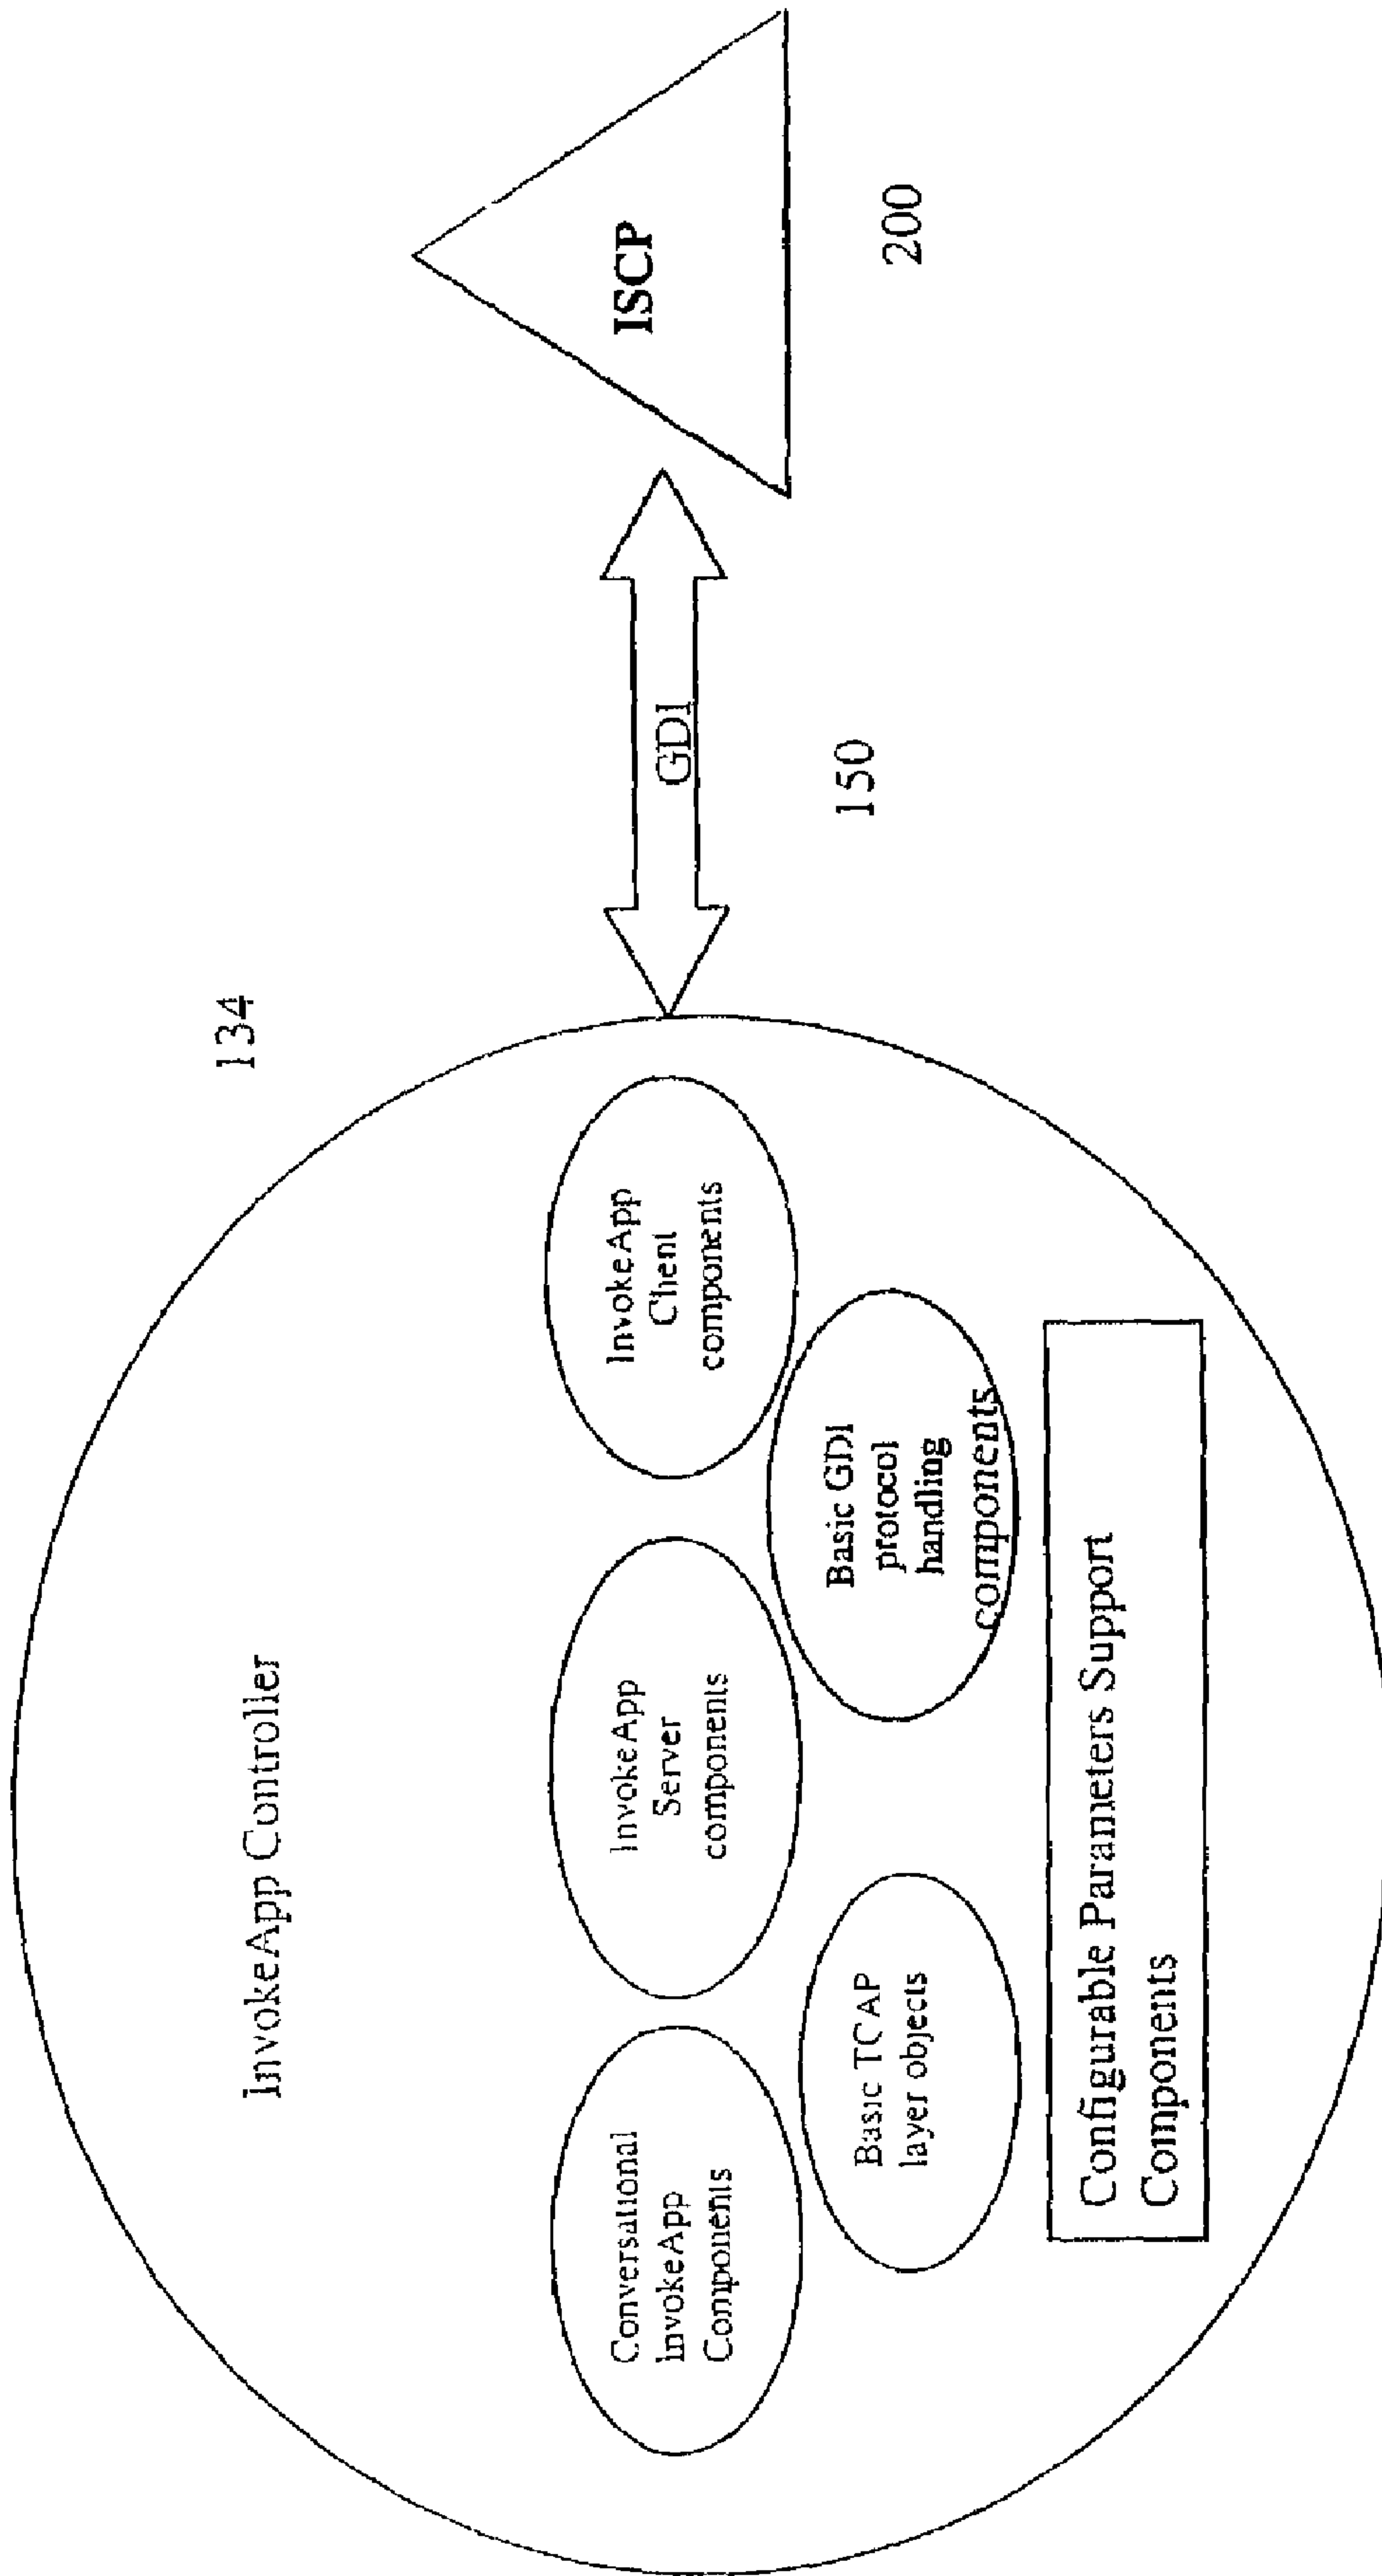 InvokeApp Controller
134
Conversational
InvokeApp
Components
InvokeApp
Server
components
InvokeApp
Client
components
Basic TCAP
layer objects
Basic GDI
protocol
handling
components
Configurable Parameters Support
Components
GDI
150
ISCP
200